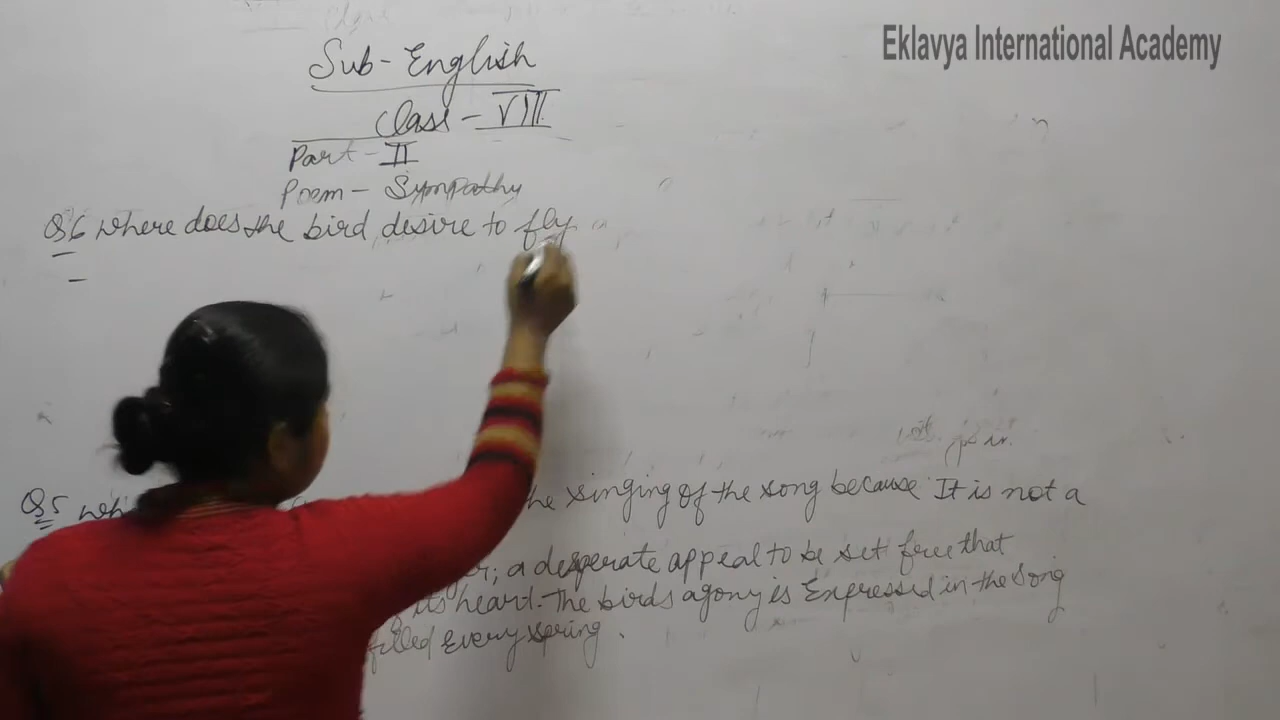 Eklavya International Academy
Sub- English
Class - VIII
Part - II
Poem - Sympathy
Q6 where does the bird desire to fly
Q5 the singing of the song because It is not a
; a desperate appeal to be set free that
its heart. The birds agony is Expressed in the song
filled Every spring.